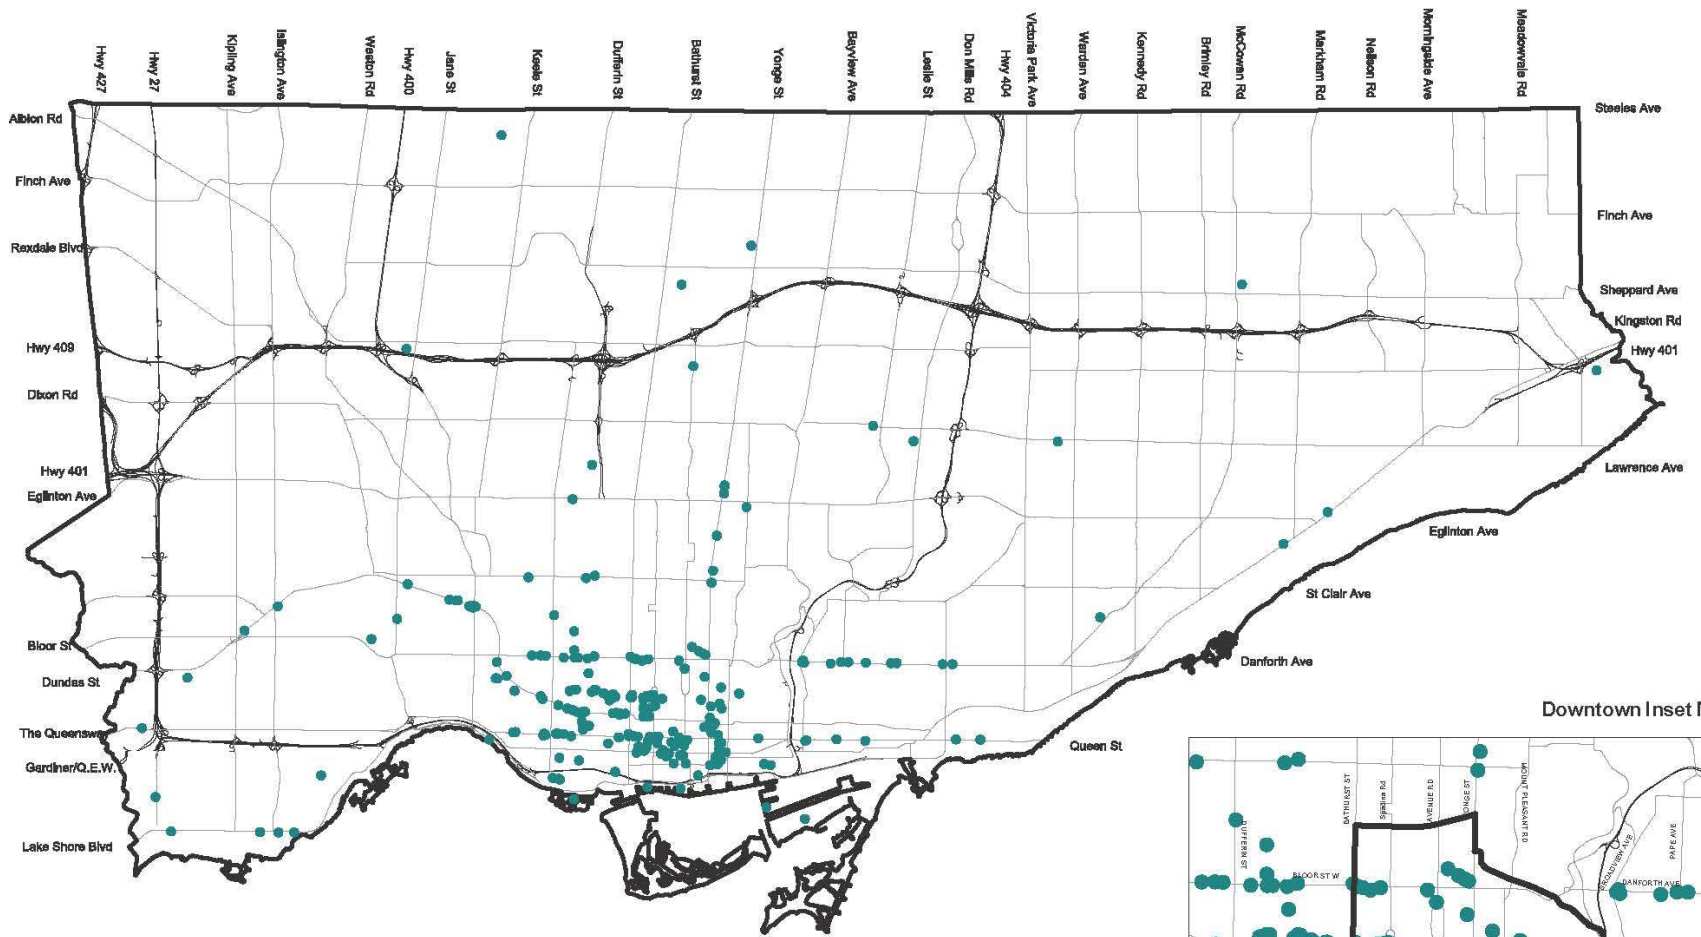 Hwy 427
Hwy 27
Kipling Ave
Islington Ave
Weston Rd
Hwy 400
Jane St
Keele St
Dufferin St
Bathurst St
Yonge St
Bayview Ave
Leslie St
Don Mills Rd
Hwy 404
Victoria Park Ave
Warden Ave
Kennedy Rd
Brimley Rd
McCowan Rd
Markham Rd
Neilson Rd
Morningside Ave
Meadowvale Rd
Albion Rd
Finch Ave
Rexdale Blvd
Hwy 409
Dixon Rd
Hwy 401
Eglinton Ave
Bloor St
Dundas St
The Queensw
Gardiner/Q.E.W.
Lake Shore Blvd
Steeles Ave
Finch Ave
Sheppard Ave
Kingston Rd
Hwy 401
Lawrence Ave
Eglinton Ave
St Clair Ave
Danforth Ave
Queen St
Downtown Inset
BATHURST ST
Spadina Rd
AVENUE RD
ONGE ST
MOUNT PLEASANT RD
DUFFERIN ST
BLOOR ST W
BROADVIEW AVE
PAPE AVE
DANFORTH AVE